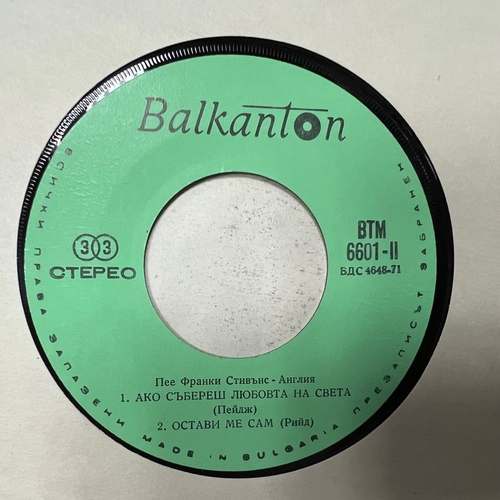 Balkanton
ВСИЧКИ ПРАВА ЗАПАЗЕНИ MADE IN BULGARIA ПРЕЗАПИСЪТ ЗАБРАНЕН
33
СТЕРЕО
ВТМ
6601-II
БДС 4648-71
Пее Франки Стивънс - Англия
1. АКО СЪБЕРЕШ ЛЮБОВТА НА СВЕТА
(Пейдж)
2. ОСТАВИ МЕ САМ (Рийд)